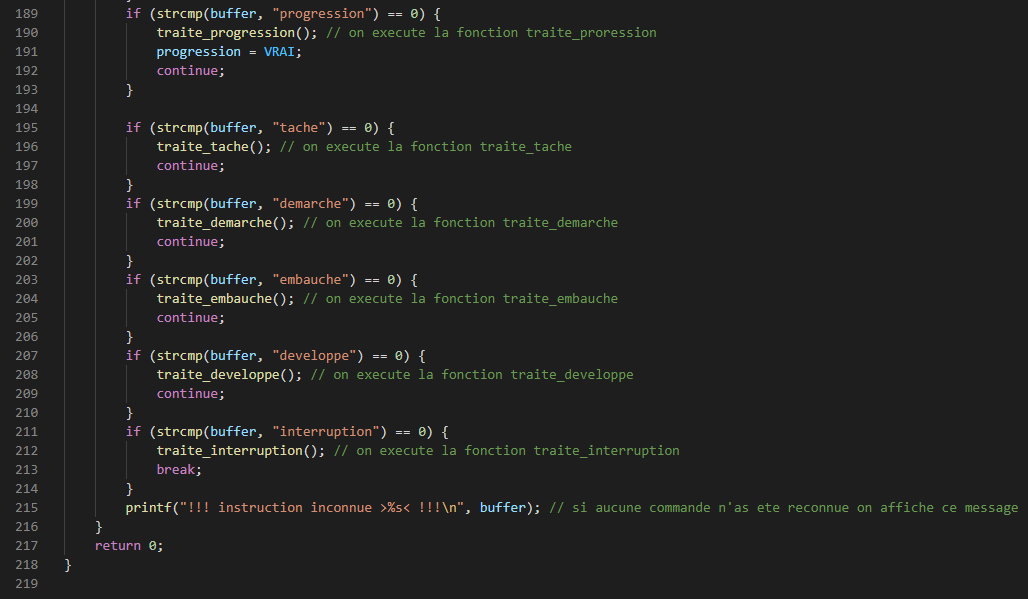 189 if (strcmp(buffer, "progression") == 0) {
190 traite_progression(); // on execute la fonction traite_proression
191 progression = VRAI;
192 continue;
193 }
194
195 if (strcmp(buffer, "tache") == 0) {
196 traite_tache(); // on execute la fonction traite_tache
197 continue;
198 }
199 if (strcmp(buffer, "demarche") == 0) {
200 traite_demarche(); // on execute la fonction traite_demarche
201 continue;
202 }
203 if (strcmp(buffer, "embauche") == 0) {
204 traite_embauche(); // on execute la fonction traite_embauche
205 continue;
206 }
207 if (strcmp(buffer, "developpe") == 0) {
208 traite_developpe(); // on execute la fonction traite_developpe
209 continue;
210 }
211 if (strcmp(buffer, "interruption") == 0) {
212 traite_interruption(); // on execute la fonction traite_interruption
213 break;
214 }
215 printf("!!! instruction inconnue >%s< !!!\n", buffer); // si aucune commande n'as ete reconnue on affiche ce message
216 }
217 return 0;
218 }
219